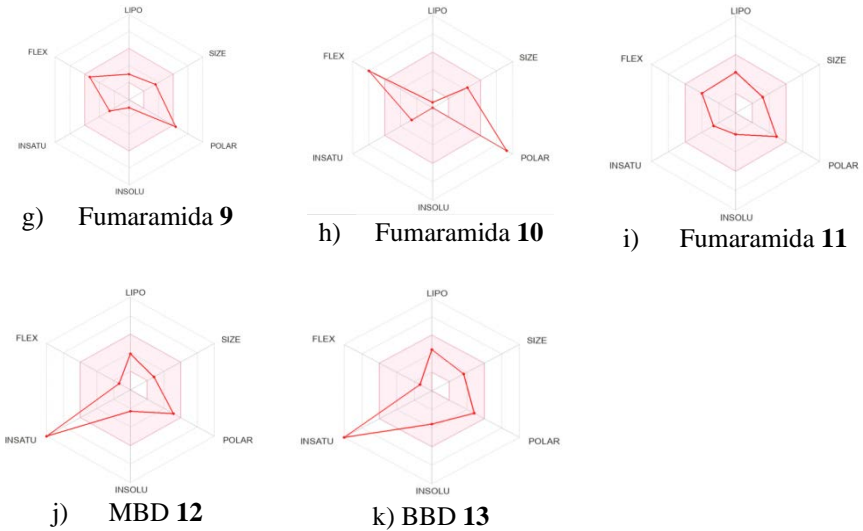 LIPO
FLEX
SIZE
INSATU
POLAR
INSOLU
g) Fumaramida 9
LIPO
FLEX
SIZE
INSATU
POLAR
INSOLU
h) Fumaramida 10
LIPO
FLEX
SIZE
INSATU
POLAR
INSOLU
i) Fumaramida 11
LIPO
FLEX
SIZE
INSATU
POLAR
INSOLU
j) MBD 12
LIPO
FLEX
SIZE
INSATU
POLAR
INSOLU
k) BBD 13